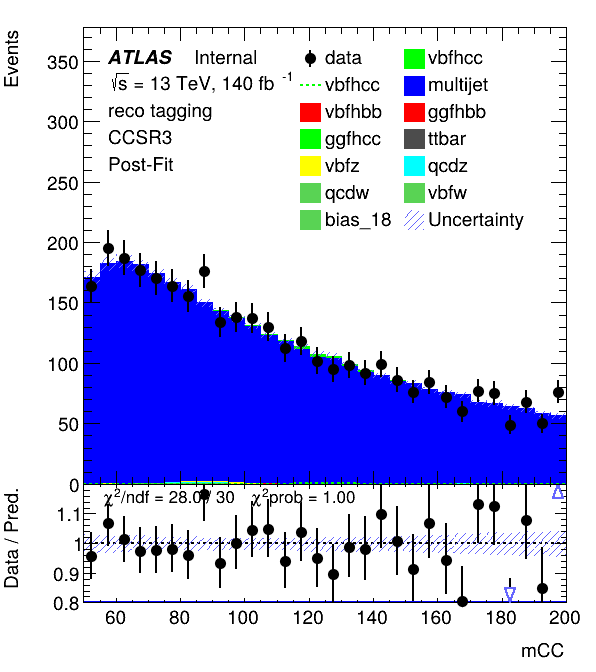 Events
350
300
250
200
150
100
50
0
ATLAS Internal
√s = 13 TeV, 140 fb -1
reco tagging
CCSR3
Post-Fit
data
vbfhcc
vbfhcc
multijet
vbfhbb
ggfhbb
ggfhcc
ttbar
vbfz
qcdz
qcdw
vbfw
bias_18
Uncertainty
Data / Pred.
χ²/ndf = 28.0 / 30 χ²prob = 1.00
1.1
1
0.9
0.8
60 80 100 120 140 160 180 200
mCC